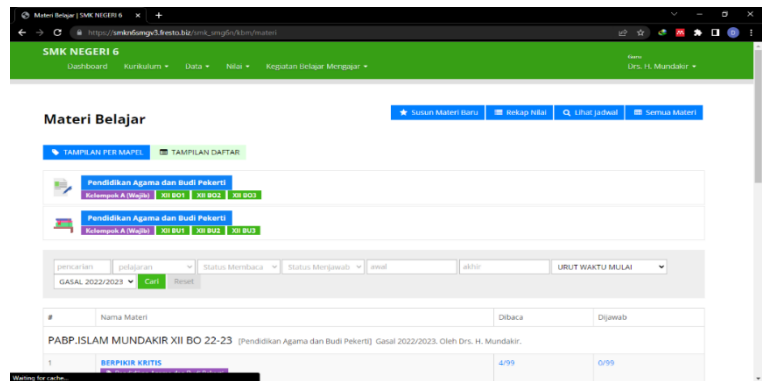 Materi Belajar | SMK NEGERI 6
https://smkn6smgv3.fresto.biz/smk_smg6n/kbm/materi
SMK NEGERI 6
Dashboard Kurikulum Data Nilai Kegiatan Belajar Mengajar
Guru
Drs. H. Mundakir
Materi Belajar
Susun Materi Baru Rekap Nilai Lihat Jadwal Semua Materi
TAMPILAN PER MAPEL TAMPILAN DAFTAR
Pendidikan Agama dan Budi Pekerti
Kelompok A (Wajib) XII BO1 XII BO2 XII BO3
Pendidikan Agama dan Budi Pekerti
Kelompok A (Wajib) XII BU1 XII BU2 XII BU3
pencarian pelajaran Status Membaca Status Menjawab awal akhir URUT WAKTU MULAI
GASAL 2022/2023 Cari Reset
# Nama Materi Dibaca Dijawab
PABP.ISLAM MUNDAKIR XII BO 22-23 [Pendidikan Agama dan Budi Pekerti] Gasal 2022/2023. Oleh Drs. H. Mundakir.
1 BERPIKIR KRITIS 4/99 0/99
Waiting for cache...